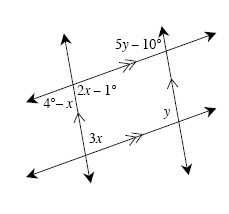 5y – 10°
2x – 1°
4° – x
y
3x